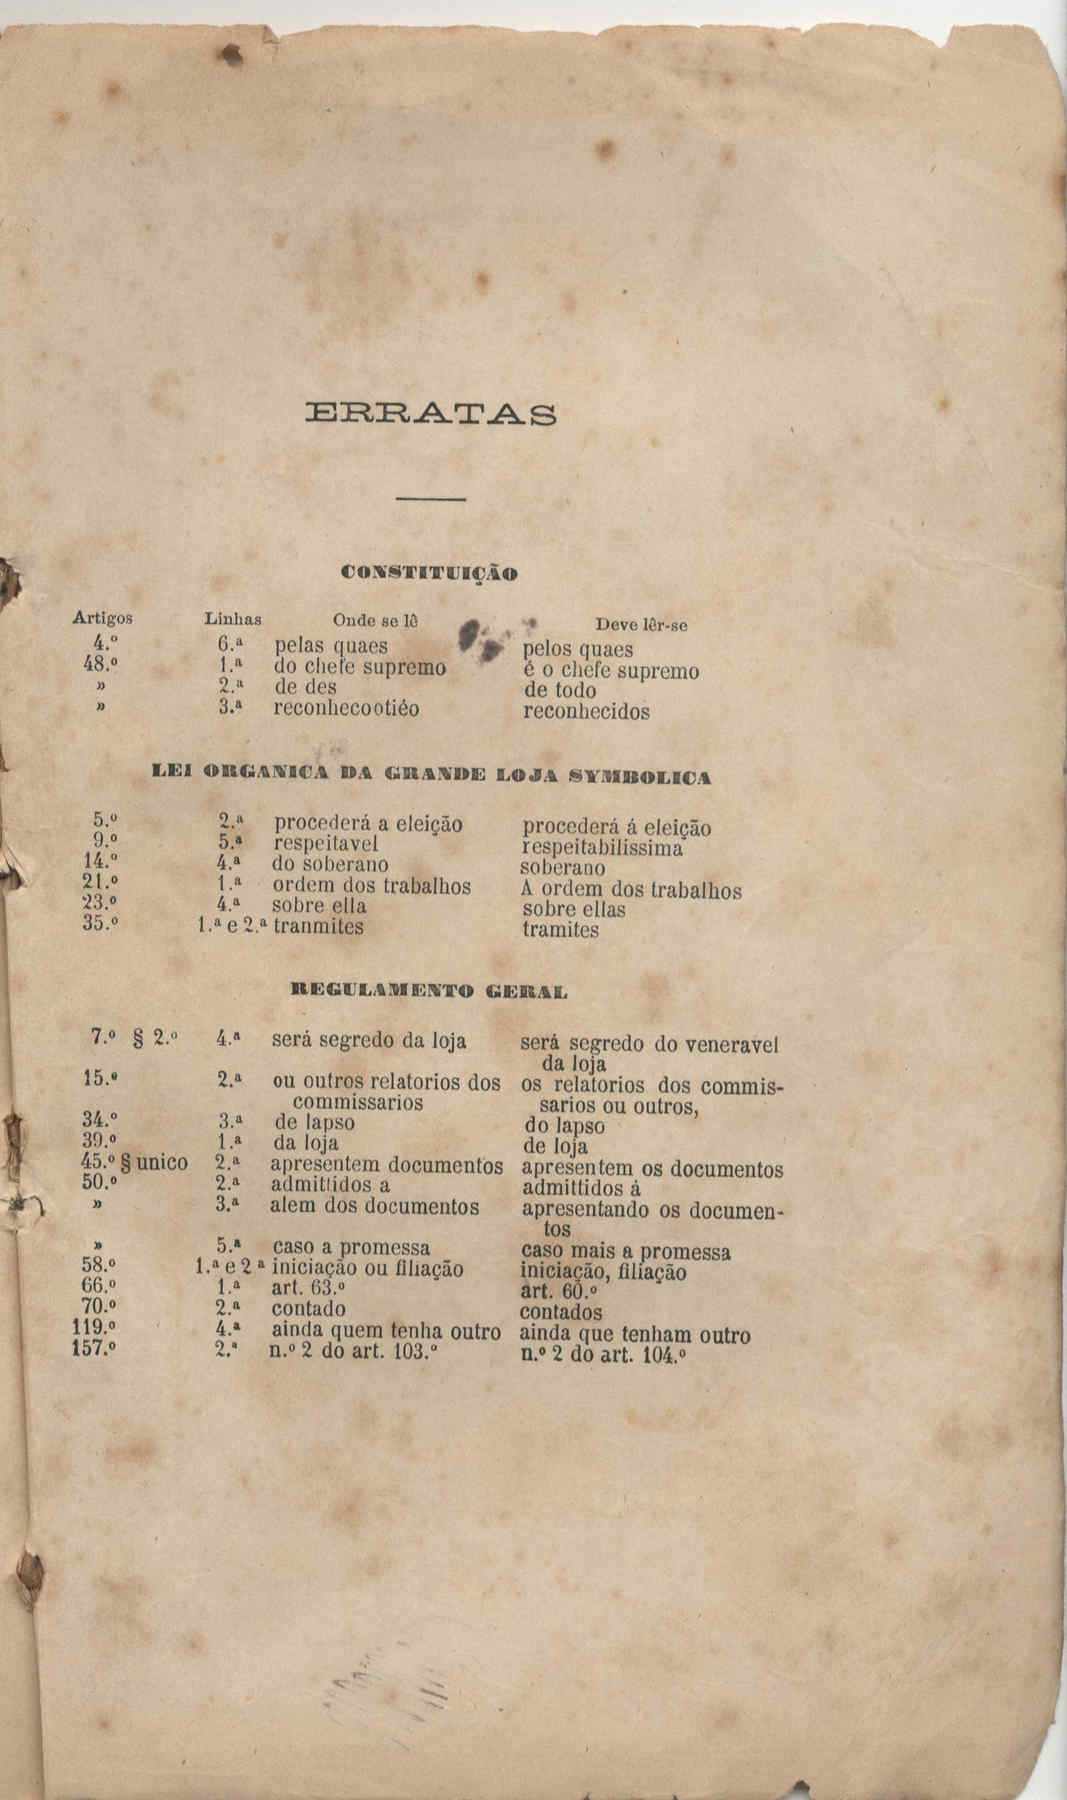 ERRATAS
CONSTITUIÇÃO
Artigos Linhas Onde se lê Deve lêr-se
4.º 6.ª pelas quaes pelos quaes
48.º 1.ª do chefe supremo é o chefe supremo
» 2.ª de des de todo
» 3.ª reconhecootiéo reconhecidos
LEI ORGANICA DA GRANDE LOJA SYMBOLICA
5.º 2.ª procederá a eleição procederá á eleição
9.º 5.ª respeitavel respeitabilissima
14.º 4.ª do soberano soberano
21.º 1.ª ordem dos trabalhos A ordem dos trabalhos
23.º 4.ª sobre ella sobre ellas
35.º 1.ª e 2.ª tranmites tramites
REGULAMENTO GERAL
7.º § 2.º 4.ª será segredo da loja será segredo do veneravel
da loja
15.º 2.ª ou outros relatorios dos os relatorios dos commis-
commissarios sarios ou outros,
34.º 3.ª de lapso do lapso
39.º 1.ª da loja de loja
45.º § unico 2.ª apresentem documentos apresentem os documentos
50.º 2.ª admittidos a admittidos á
» 3.ª alem dos documentos apresentando os documen-
tos
» 5.ª caso a promessa caso mais a promessa
58.º 1.ª e 2ª iniciação ou filiação iniciação, filiação
66.º 1.ª art. 63.º art. 60.º
70.º 2.ª contado contados
119.º 4.ª ainda quem tenha outro ainda que tenham outro
157.º 2.ª n.º 2 do art. 103.º n.º 2 do art. 104.º